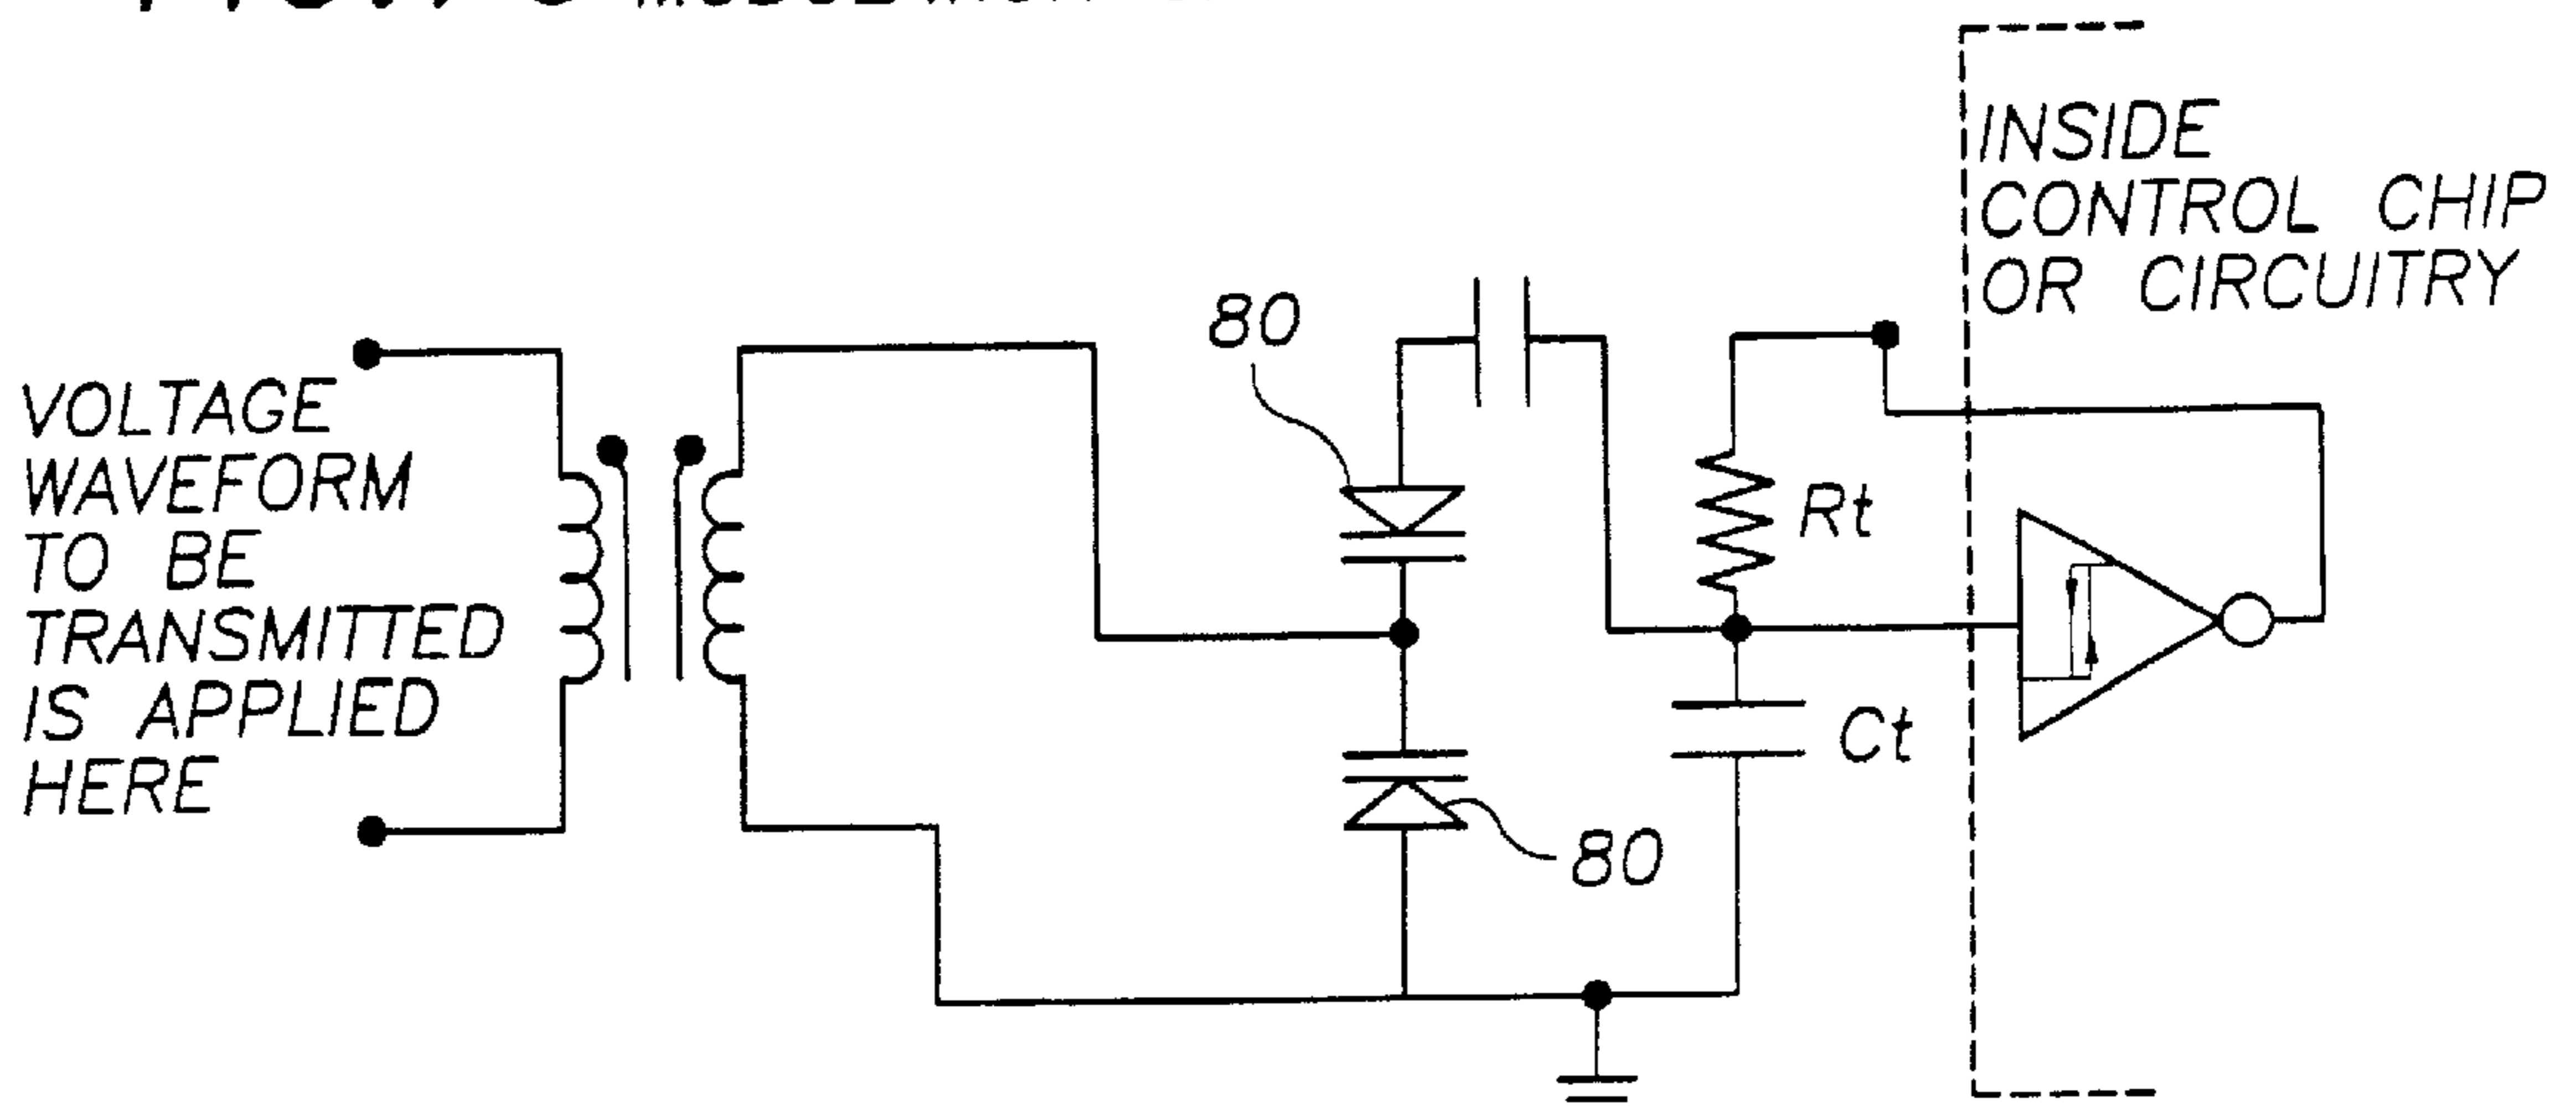 VOLTAGE
WAVEFORM
TO BE
TRANSMITTED
IS APPLIED
HERE
80
80
Rt
Ct
INSIDE
CONTROL CHIP
OR CIRCUITRY